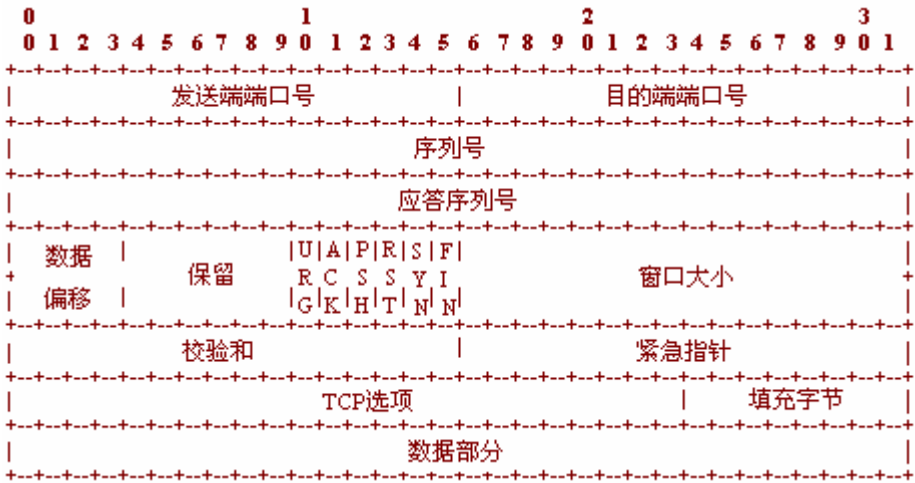 0 1 2 3
0 1 2 3 4 5 6 7 8 9 0 1 2 3 4 5 6 7 8 9 0 1 2 3 4 5 6 7 8 9 0 1
+--+--+--+--+--+--+--+--+--+--+--+--+--+--+--+--+--+--+--+--+--+--+--+--+--+--+--+--+--+--+--+--+
| 发送端端口号 | 目的端端口号 |
+--+--+--+--+--+--+--+--+--+--+--+--+--+--+--+--+--+--+--+--+--+--+--+--+--+--+--+--+--+--+--+--+
| 序列号 |
+--+--+--+--+--+--+--+--+--+--+--+--+--+--+--+--+--+--+--+--+--+--+--+--+--+--+--+--+--+--+--+--+
| 应答序列号 |
+--+--+--+--+--+--+--+--+--+--+--+--+--+--+--+--+--+--+--+--+--+--+--+--+--+--+--+--+--+--+--+--+
| 数据 | |U|A|P|R|S|F| |
+ 保留 R C S S Y I 窗口大小 +
| 偏移 | |G|K|H|T|N|N| |
+--+--+--+--+--+--+--+--+--+--+--+--+--+--+--+--+--+--+--+--+--+--+--+--+--+--+--+--+--+--+--+--+
| 校验和 | 紧急指针 |
+--+--+--+--+--+--+--+--+--+--+--+--+--+--+--+--+--+--+--+--+--+--+--+--+--+--+--+--+--+--+--+--+
| TCP选项 | 填充字节 |
+--+--+--+--+--+--+--+--+--+--+--+--+--+--+--+--+--+--+--+--+--+--+--+--+--+--+--+--+--+--+--+--+
| 数据部分 |
+--+--+--+--+--+--+--+--+--+--+--+--+--+--+--+--+--+--+--+--+--+--+--+--+--+--+--+--+--+--+--+--+